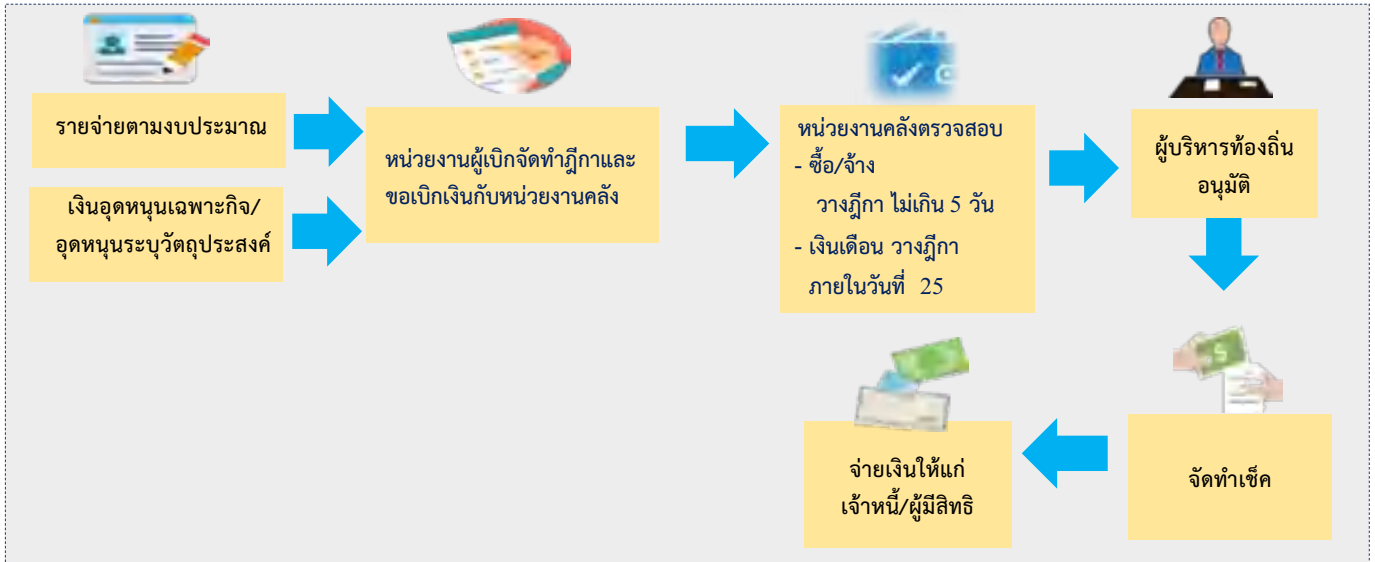 รายจ่ายตามงบประมาณ
เงินอุดหนุนเฉพาะกิจ/
อุดหนุนระบุวัตถุประสงค์
หน่วยงานผู้เบิกจัดทำฎีกาและ
ขอเบิกเงินกับหน่วยงานคลัง
หน่วยงานคลังตรวจสอบ
- ซื้อ/จ้าง
วางฎีกา ไม่เกิน 5 วัน
- เงินเดือน วางฎีกา
ภายในวันที่ 25
ผู้บริหารท้องถิ่น
อนุมัติ
จัดทำเช็ค
จ่ายเงินให้แก่
เจ้าหนี้/ผู้มีสิทธิ